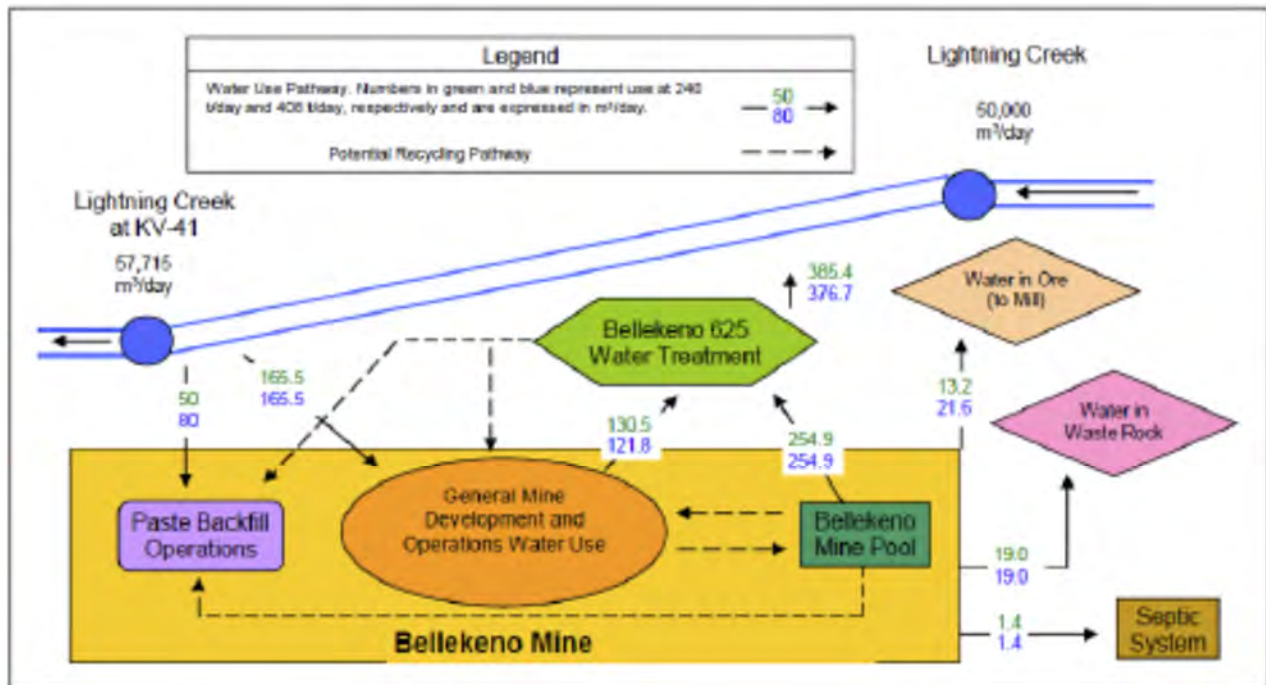 Legend
Water Use Pathway. Numbers in green and blue represent use at 246
t/day and 408 t/day, respectively and are expressed in m³/day.
50
80
Potential Recycling Pathway
Lightning Creek
50,000
m³/day
Lightning Creek
at KV-41
57,715
m³/day
385.4
376.7
Water in Ore
(to Mill)
Bellekeno 625
Water Treatment
165.5
165.5
50
80
13.2
21.6
Water in
Waste Rock
130.5
121.8
254.9
254.9
General Mine
Development and
Operations Water Use
Paste Backfill
Operations
Bellekeno
Mine Pool
19.0
19.0
1.4
1.4
Septic
System
Bellekeno Mine